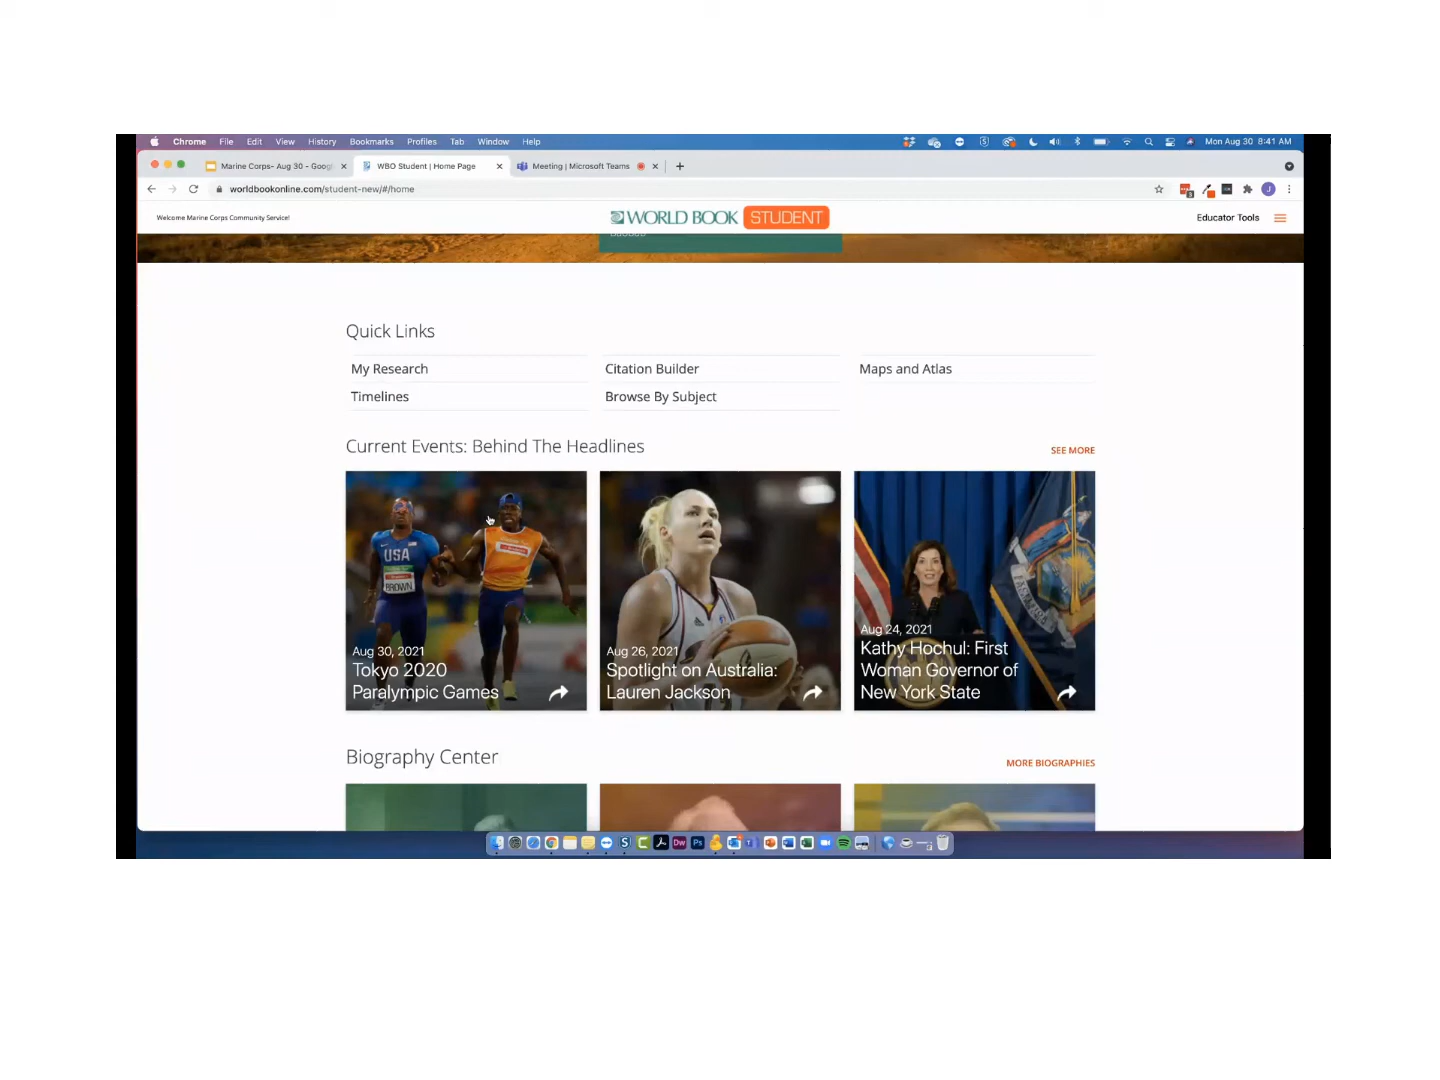 Chrome File Edit View History Bookmarks Profiles Tab Window Help Mon Aug 30 8:41 AM
Marine Corps- Aug 30 - Goog WBO Student | Home Page Meeting | Microsoft Teams
worldbookonline.com/student-new/#/home
Welcome Marine Corps Community Service!
WORLD BOOK STUDENT
Educator Tools
Quick Links
My Research Citation Builder Maps and Atlas
Timelines Browse By Subject
Current Events: Behind The Headlines
SEE MORE
USA
BROWN
Aug 30, 2021
Tokyo 2020
Paralympic Games
Aug 26, 2021
Spotlight on Australia:
Lauren Jackson
Aug 24, 2021
Kathy Hochul: First
Woman Governor of
New York State
Biography Center
MORE BIOGRAPHIES